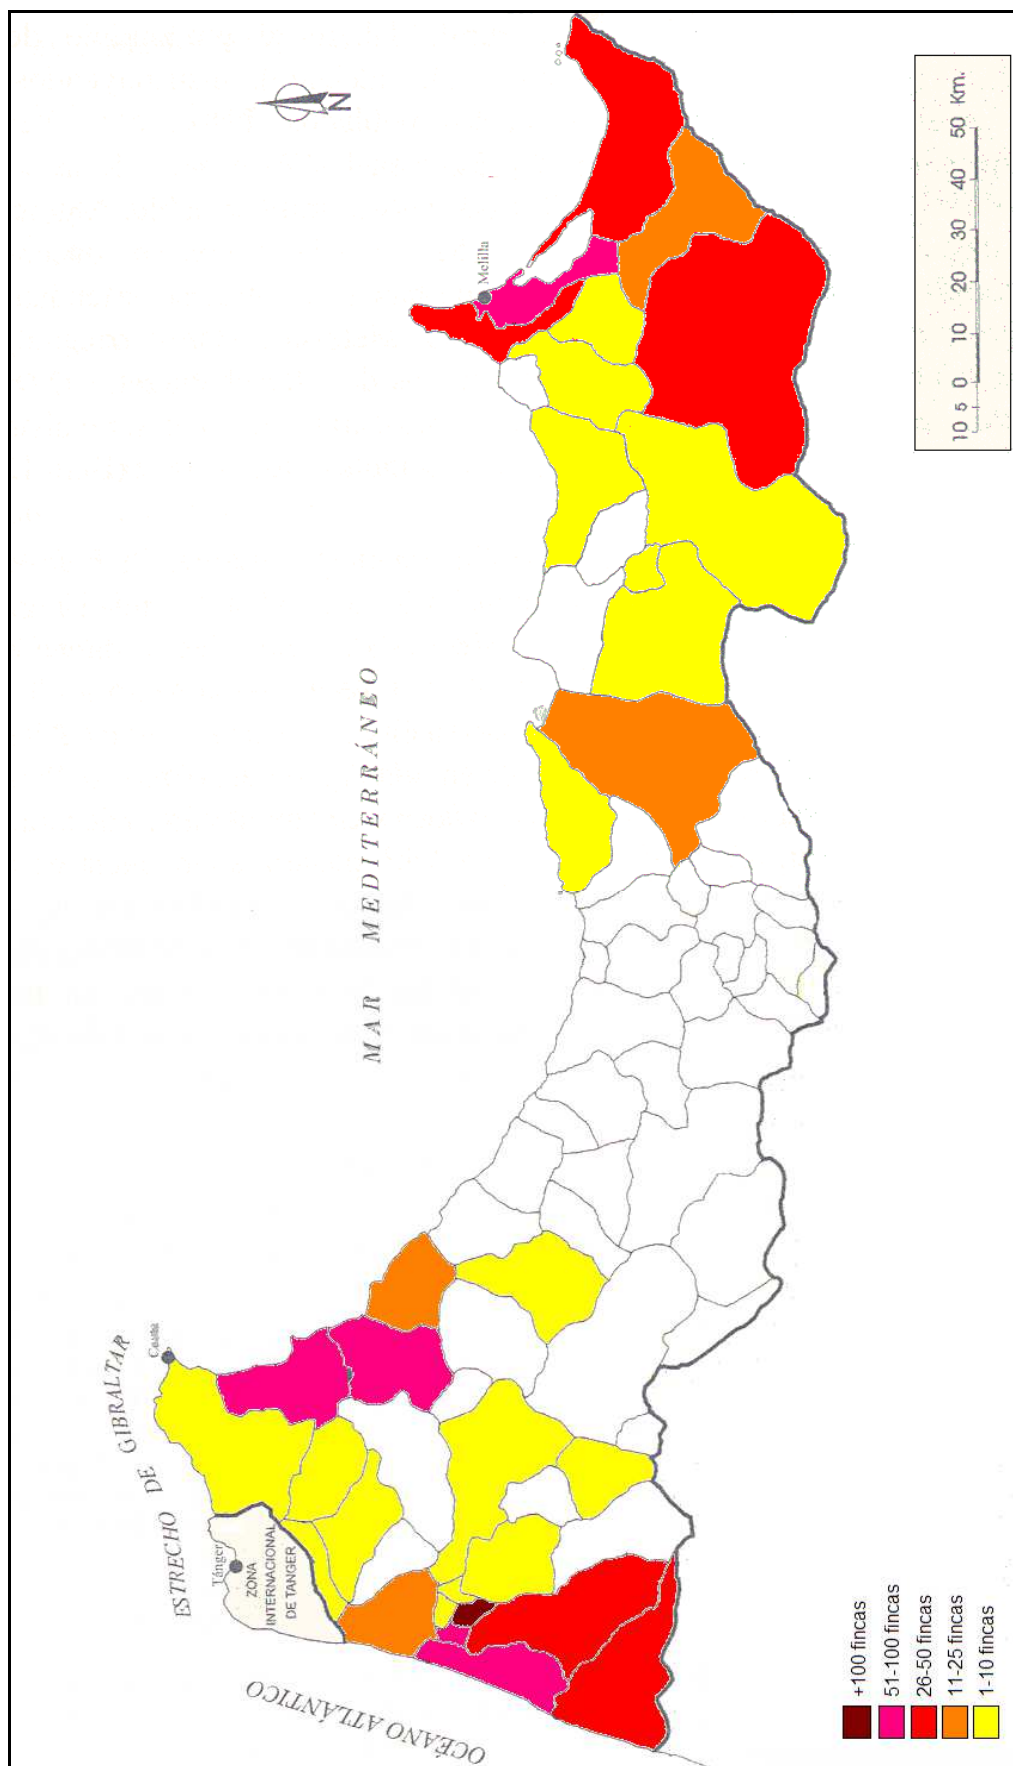 N
Melilla
MAR MEDITERRÁNEO
ESTRECHO DE GIBRALTAR
Ceuta
Tánger
ZONA
INTERNACIONAL
DE TANGER
OCÉANO ATLÁNTICO
10 5 0 10 20 30 40 50 Km.
+100 fincas
51-100 fincas
26-50 fincas
11-25 fincas
1-10 fincas